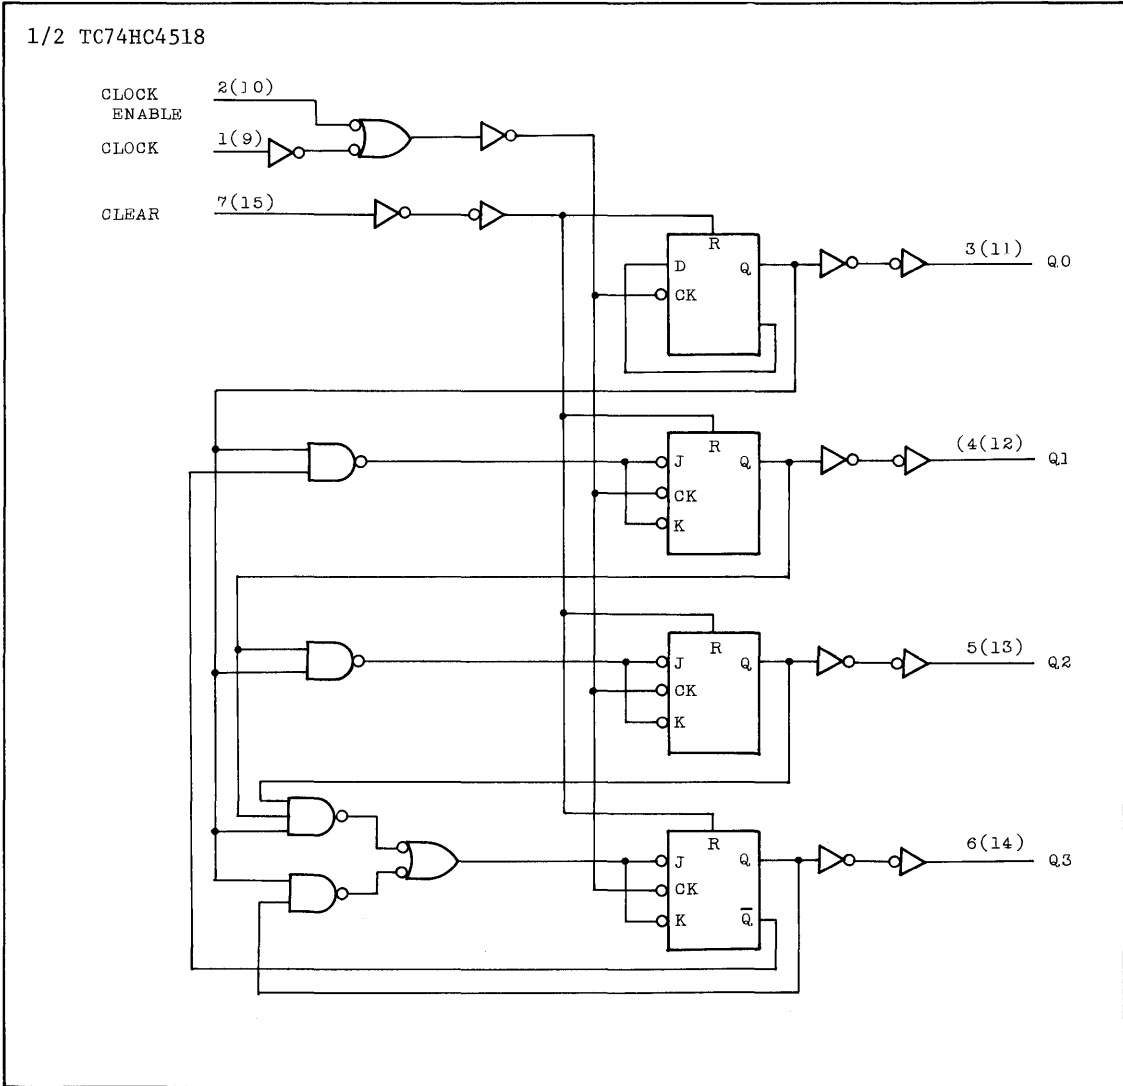 1/2 TC74HC4518
CLOCK ENABLE 2(10)
CLOCK 1(9)
CLEAR 7(15)
R
D Q 3(11) Q0
CK
R
J Q (4(12) Q1
CK
K
R
J Q 5(13) Q2
CK
K
R
J Q 6(14) Q3
CK
K Q̅